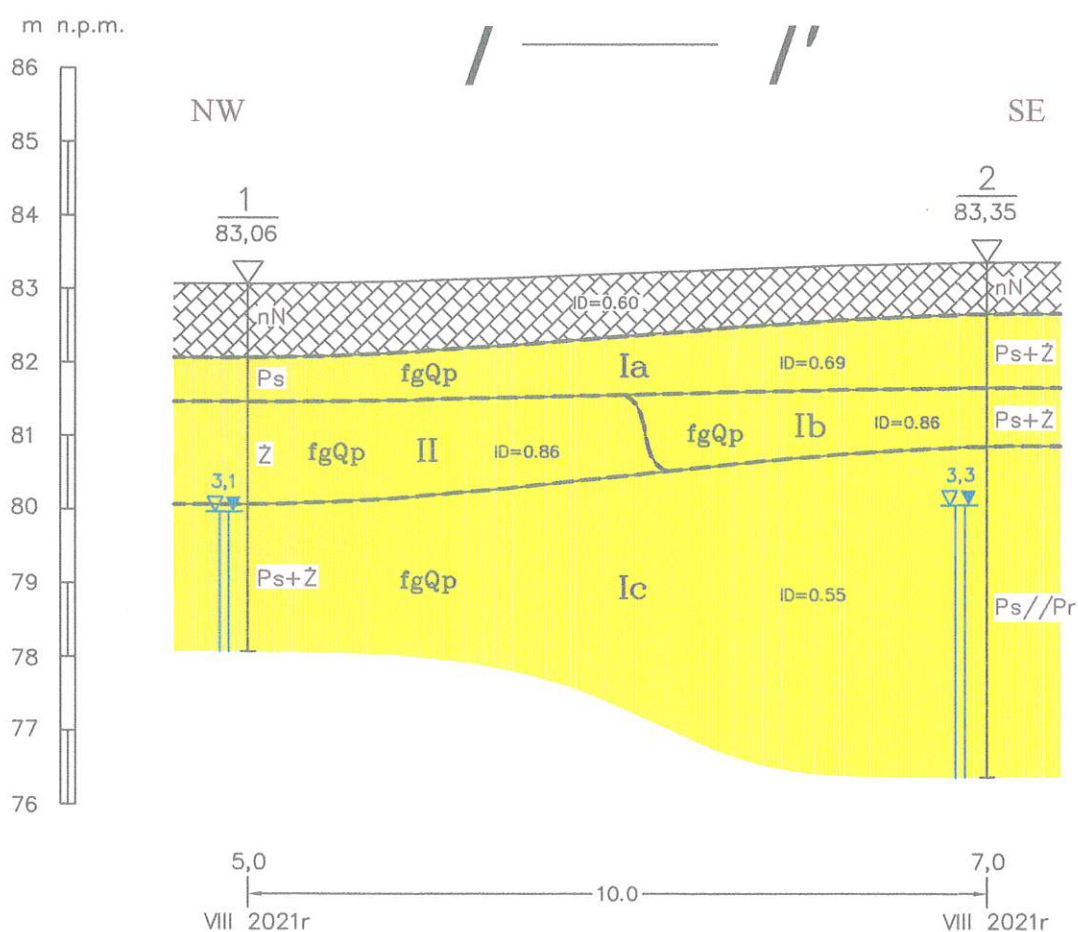 m n.p.m.
I ——— I'
86
NW SE
85
84
1
83,06
2
83,35
83
nN ID=0.60 nN
82
Ps fgQp Ia ID=0.69 Ps+Ż
81
Ż fgQp II ID=0.86 fgQp Ib ID=0.86 Ps+Ż
80
3,1 3,3
79
Ps+Ż fgQp Ic ID=0.55 Ps//Pr
78
77
76
5,0 7,0
10.0
VIII 2021r VIII 2021r